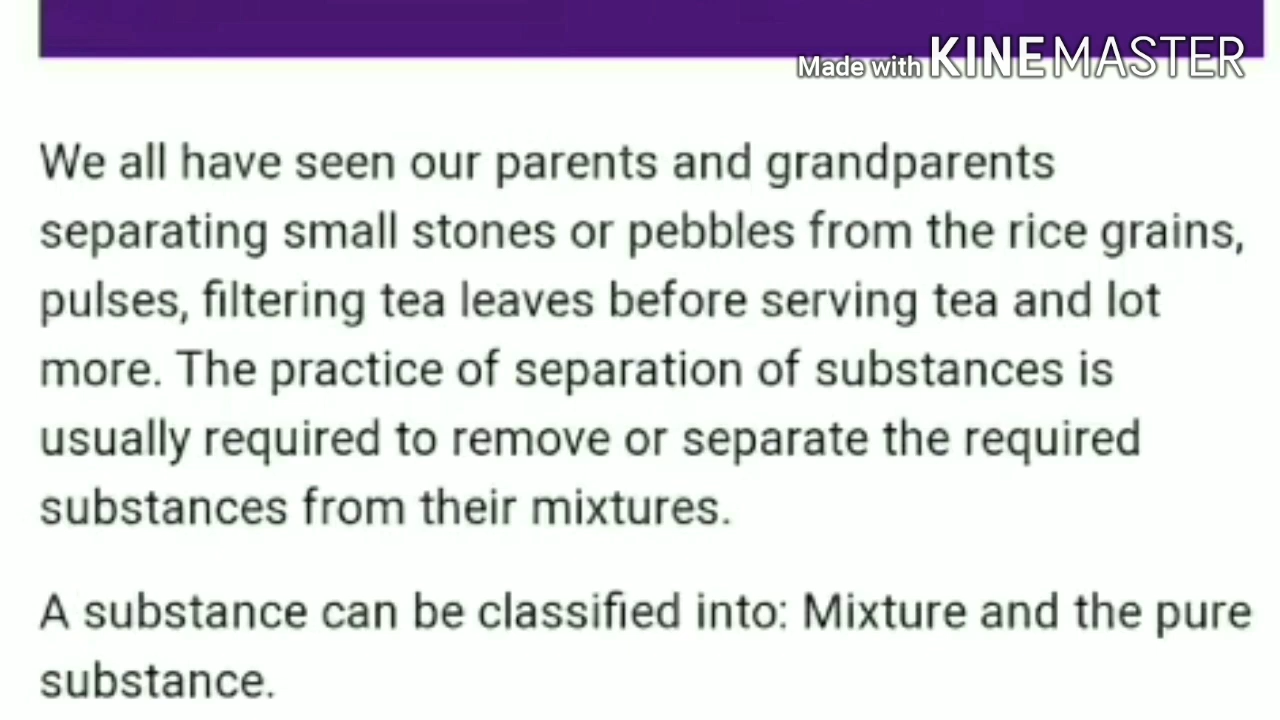 Made with KINEMASTER
We all have seen our parents and grandparents
separating small stones or pebbles from the rice grains,
pulses, filtering tea leaves before serving tea and lot
more. The practice of separation of substances is
usually required to remove or separate the required
substances from their mixtures.
A substance can be classified into: Mixture and the pure
substance.